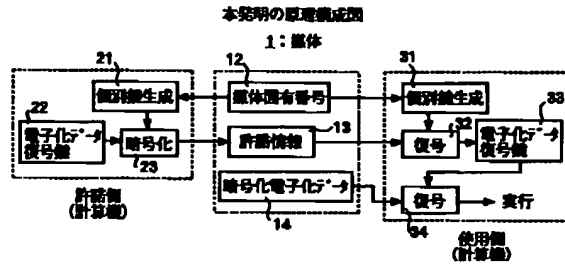 本発明の原理構成図
1：媒体
21
12
31
個別鍵生成
媒体固有番号
個別鍵生成
33
22
13
32
電子化データ
復号鍵
暗号化
許諾情報
復号
電子化データ
復号鍵
23
暗号化電子化データ
復号
実行
14
34
許諾側
(計算機)
使用側
(計算機)